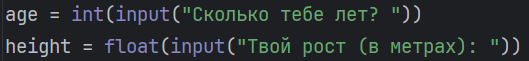 age = int(input("Сколько тебе лет? "))
height = float(input("Твой рост (в метрах): "))